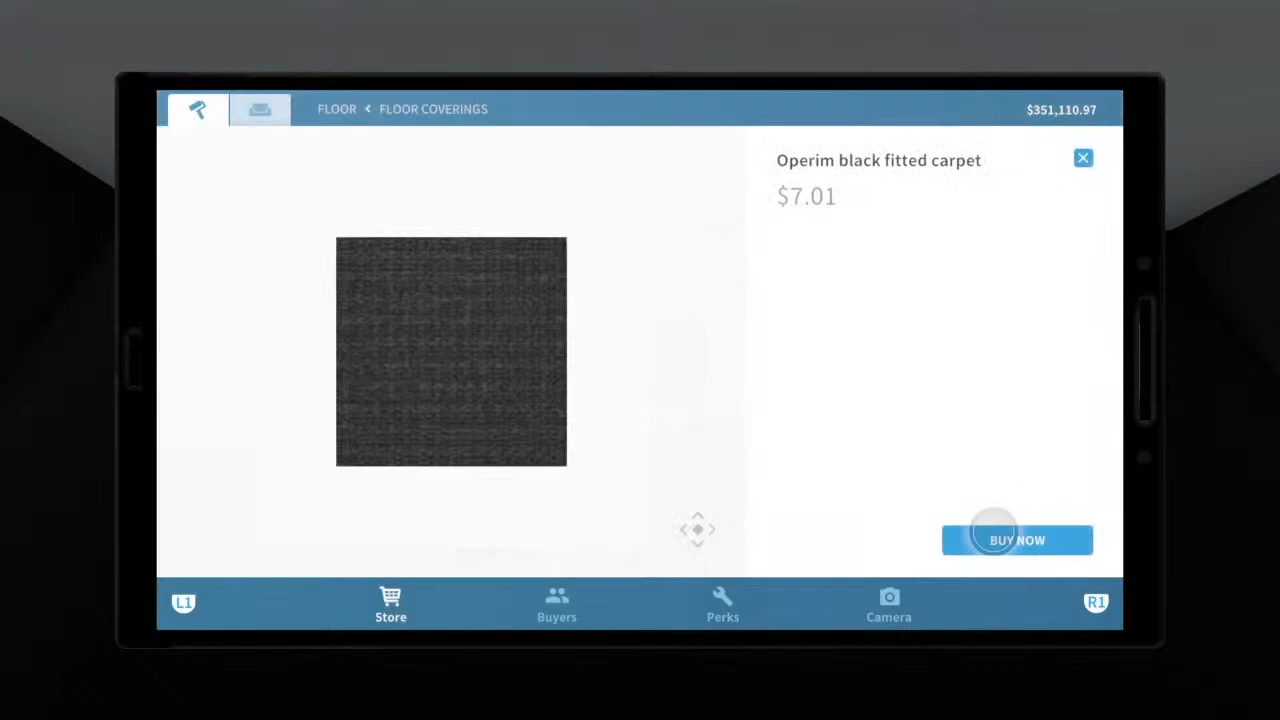 FLOOR < FLOOR COVERINGS
$351,110.97
Operim black fitted carpet
$7.01
BUY NOW
L1
Store
Buyers
Perks
Camera
R1